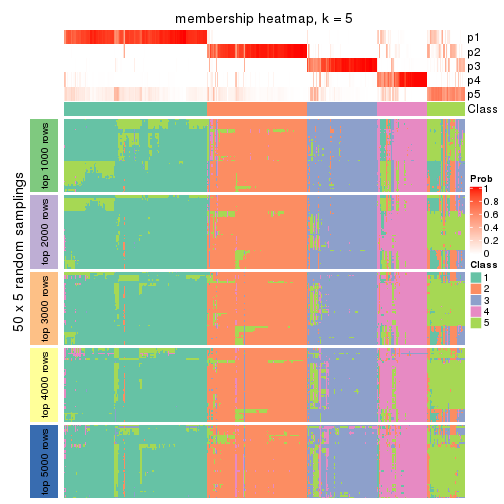 membership heatmap, k = 5
p1
p2
p3
p4
p5
Class
50 x 5 random samplings
top 1000 rows
top 2000 rows
top 3000 rows
top 4000 rows
top 5000 rows
Prob
1
0.8
0.6
0.4
0.2
0
Class
1
2
3
4
5